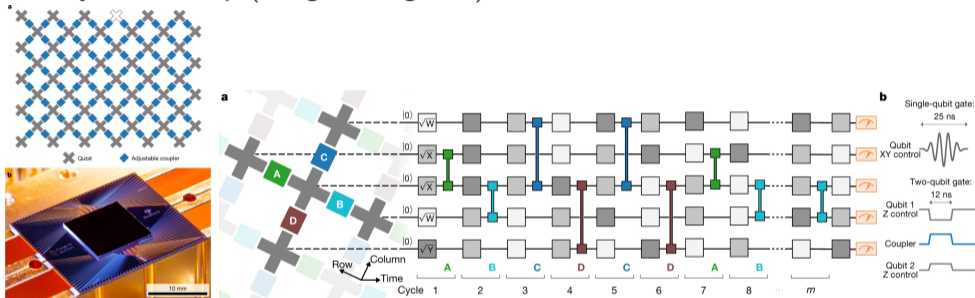 a
Qubit
Adjustable coupler
b
10 mm
a
A
C
B
D
Row
Column
Time
|0⟩
√W
|0⟩
√X
|0⟩
√X
|0⟩
√W
|0⟩
√Y
A B C D C D A B
Cycle 1 2 3 4 5 6 7 8 ... m
b
Single-qubit gate:
25 ns
Qubit
XY control
Two-qubit gate:
12 ns
Qubit 1
Z control
Coupler
Qubit 2
Z control